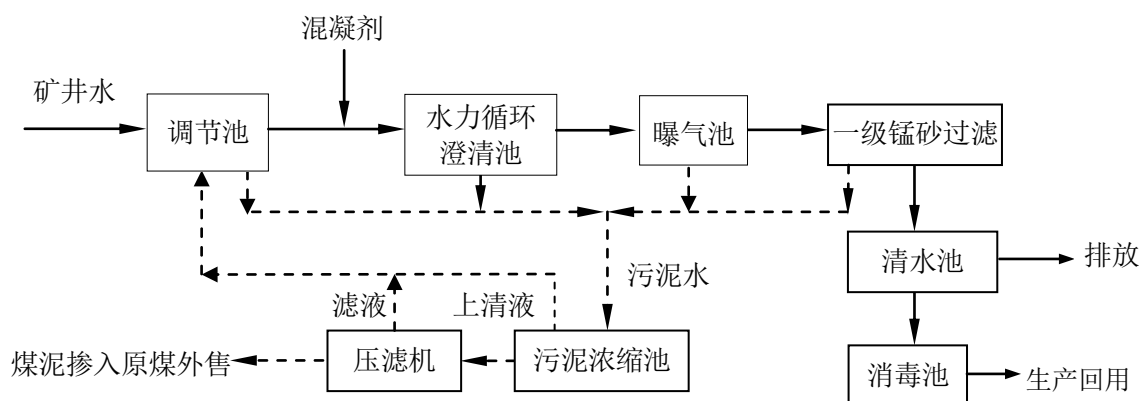 混凝剂
矿井水
调节池
水力循环
澄清池
曝气池
一级锰砂过滤
清水池
排放
污泥水
滤液
上清液
煤泥掺入原煤外售
压滤机
污泥浓缩池
消毒池
生产回用